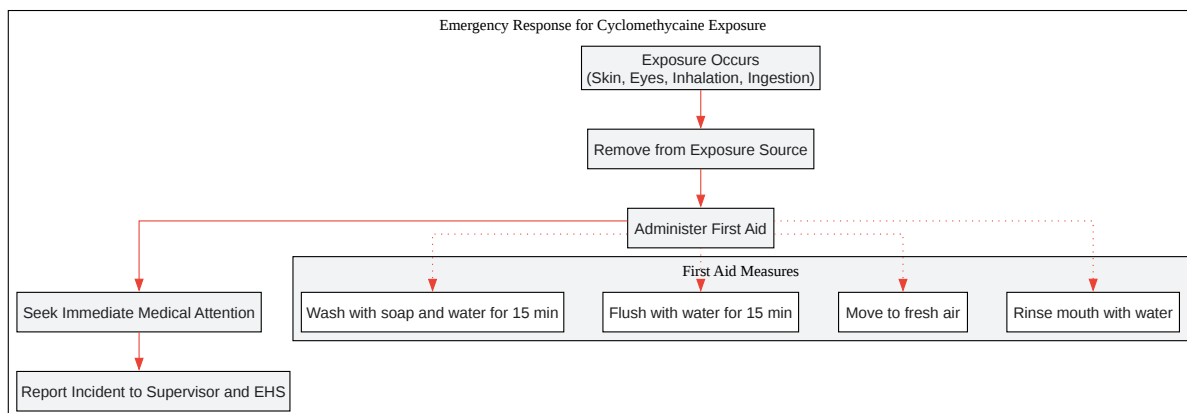 Emergency Response for Cyclomethycaine Exposure
Exposure Occurs
(Skin, Eyes, Inhalation, Ingestion)
Remove from Exposure Source
Administer First Aid
First Aid Measures
Seek Immediate Medical Attention
Wash with soap and water for 15 min
Flush with water for 15 min
Move to fresh air
Rinse mouth with water
Report Incident to Supervisor and EHS